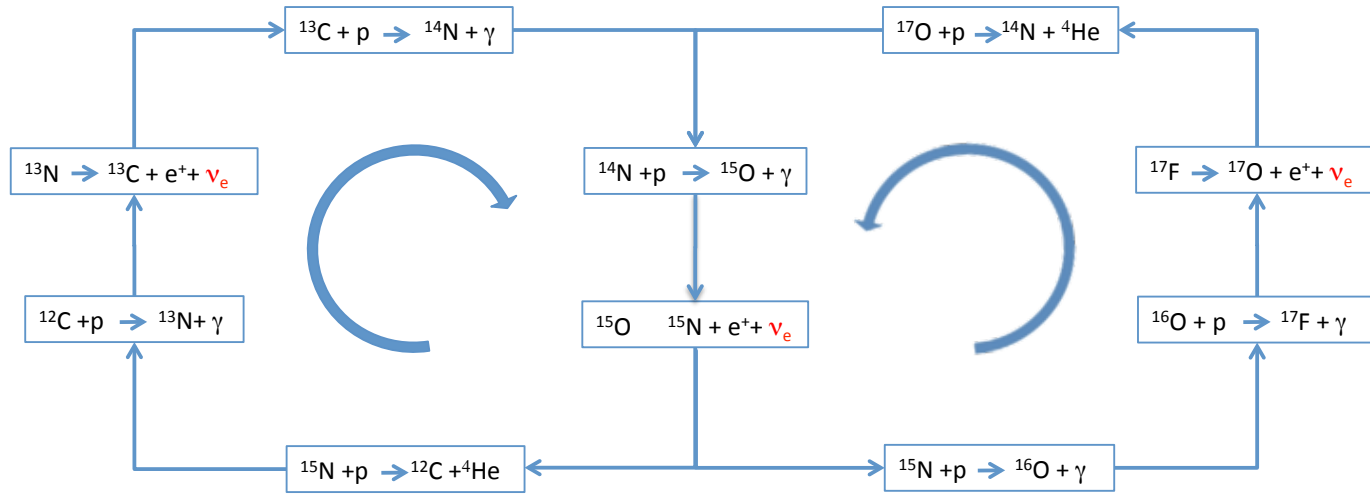 ¹³C + p → ¹⁴N + γ
¹⁷O +p → ¹⁴N + ⁴He
¹³N → ¹³C + e⁺+ νₑ
¹⁴N +p → ¹⁵O + γ
¹⁷F → ¹⁷O + e⁺+ νₑ
¹²C +p → ¹³N+ γ
¹⁵O ¹⁵N + e⁺+ νₑ
¹⁶O + p → ¹⁷F + γ
¹⁵N +p → ¹²C +⁴He
¹⁵N +p → ¹⁶O + γ